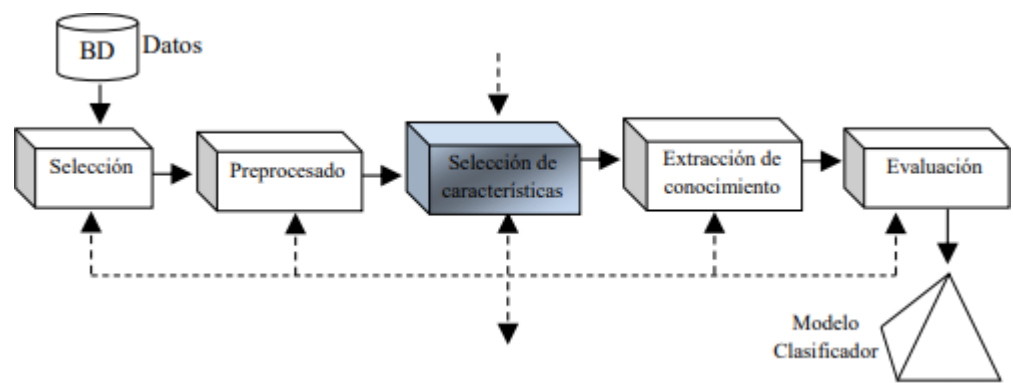 BD
Datos
Selección
Preprocesado
Selección de
características
Extracción de
conocimiento
Evaluación
Modelo
Clasificador